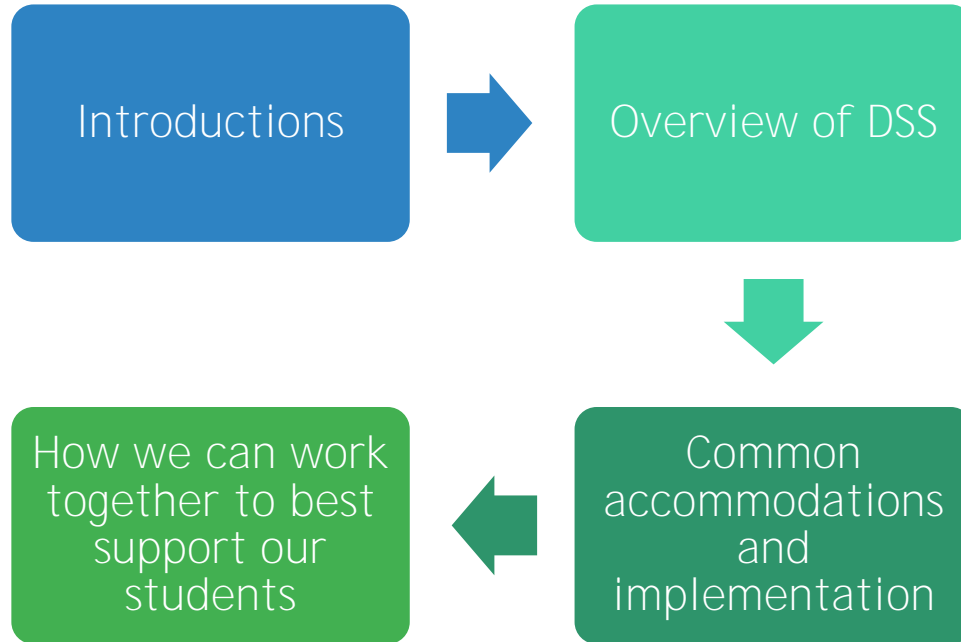 Introductions
Overview of DSS
Common
accommodations
and
implementation
How we can work
together to best
support our
students